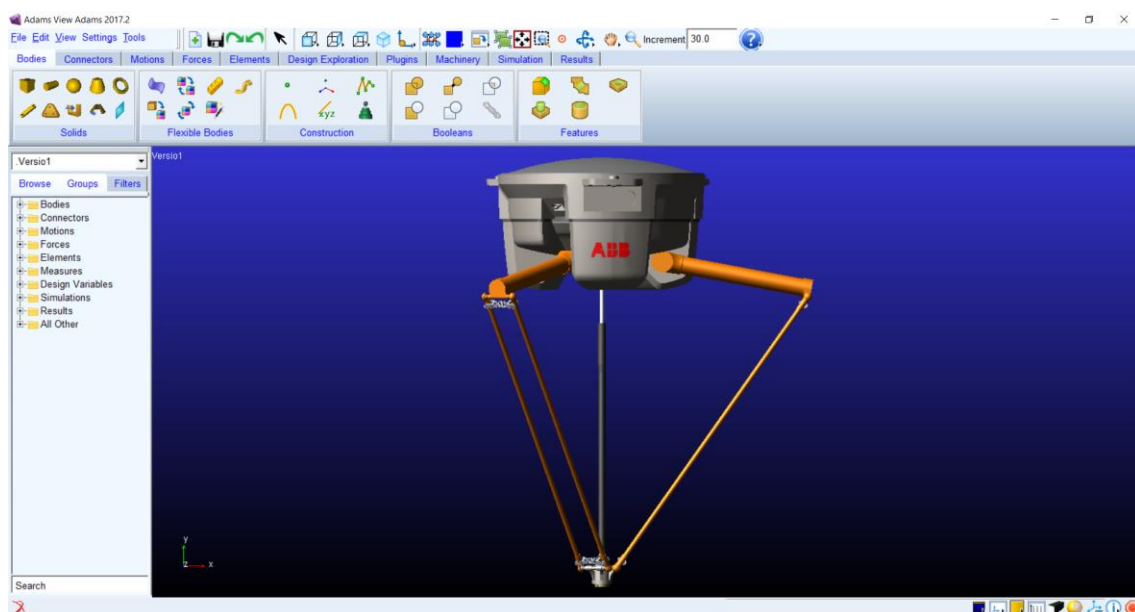 Adams View Adams 2017.2
File Edit View Settings Tools
Increment 30.0
?
Bodies Connectors Motions Forces Elements Design Exploration Plugins Machinery Simulation Results
xyz
Solids Flexible Bodies Construction Booleans Features
.Versio1
Versio1
Browse Groups Filters
Bodies
Connectors
Motions
Forces
Elements
Measures
Design Variables
Simulations
Results
All Other
ABB
y
z x
Search